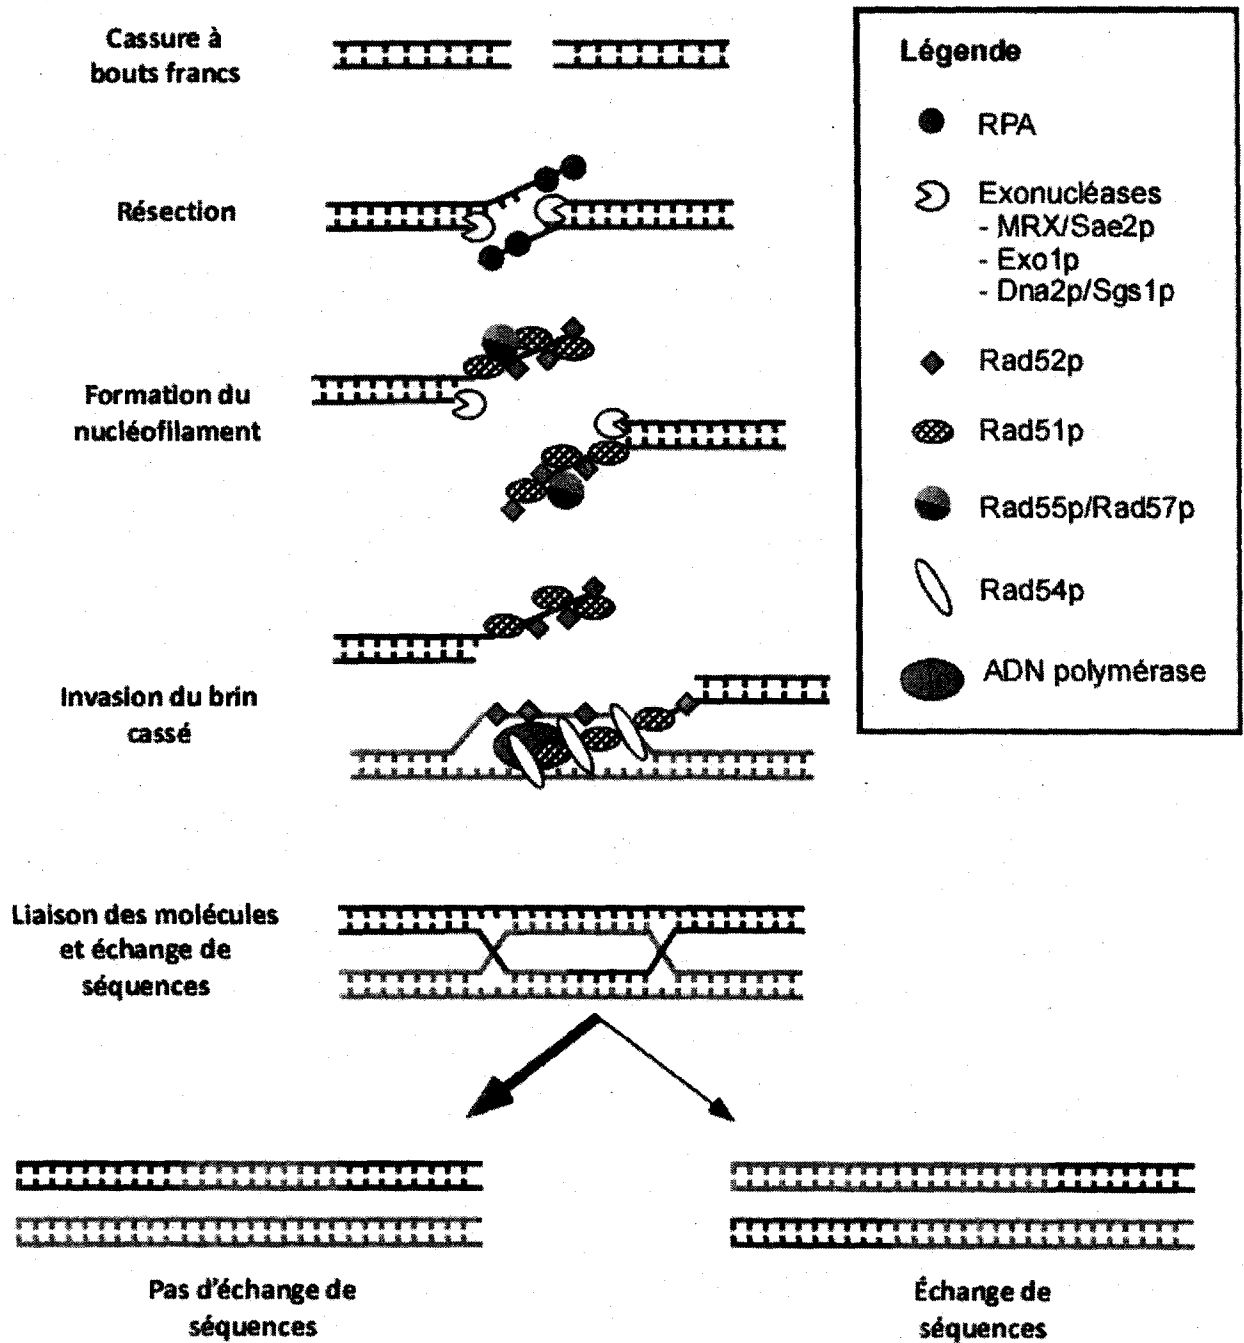 Cassure à
bouts francs
Résection
Formation du
nucléofilament
Invasion du brin
cassé
Liaison des molécules
et échange de
séquences
Pas d'échange de
séquences
Échange de
séquences
Légende
RPA
Exonucléases
- MRX/Sae2p
- Exo1p
- Dna2p/Sgs1p
Rad52p
Rad51p
Rad55p/Rad57p
Rad54p
ADN polymérase